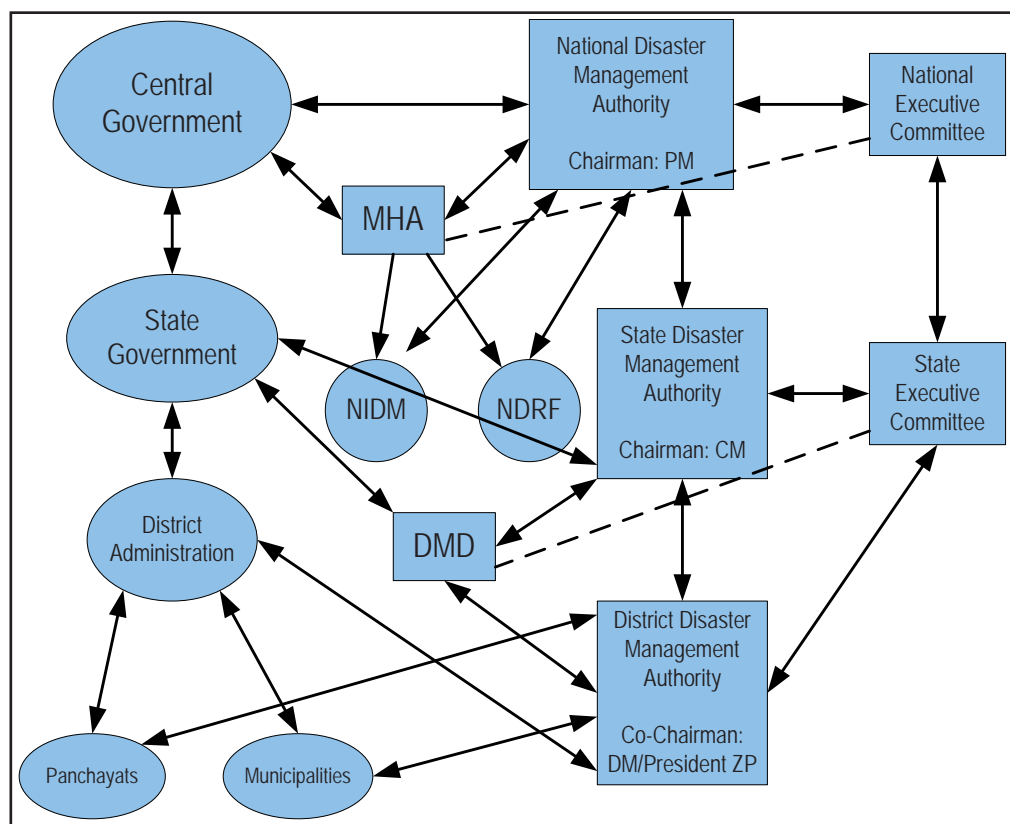 Central
Government
National Disaster
Management
Authority
Chairman: PM
National
Executive
Committee
MHA
State
Government
NIDM
NDRF
State Disaster
Management
Authority
Chairman: CM
State
Executive
Committee
District
Administration
DMD
District Disaster
Management
Authority
Co-Chairman:
DM/President ZP
Panchayats
Municipalities